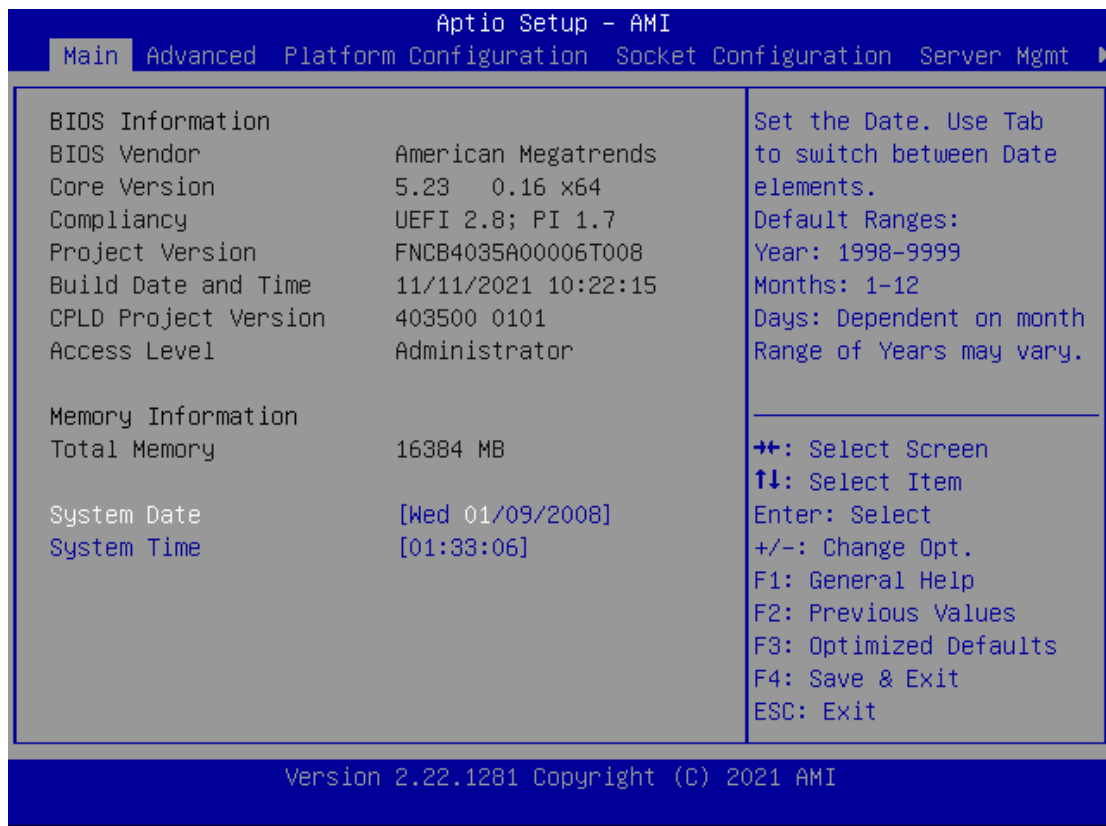 Aptio Setup – AMI
Main Advanced Platform Configuration Socket Configuration Server Mgmt ►
BIOS Information
BIOS Vendor American Megatrends
Core Version 5.23 0.16 x64
Compliancy UEFI 2.8; PI 1.7
Project Version FNCB4035A00006T008
Build Date and Time 11/11/2021 10:22:15
CPLD Project Version 403500 0101
Access Level Administrator
Memory Information
Total Memory 16384 MB
System Date [Wed 01/09/2008]
System Time [01:33:06]
Set the Date. Use Tab
to switch between Date
elements.
Default Ranges:
Year: 1998-9999
Months: 1-12
Days: Dependent on month
Range of Years may vary.
→←: Select Screen
↑↓: Select Item
Enter: Select
+/-: Change Opt.
F1: General Help
F2: Previous Values
F3: Optimized Defaults
F4: Save & Exit
ESC: Exit
Version 2.22.1281 Copyright (C) 2021 AMI